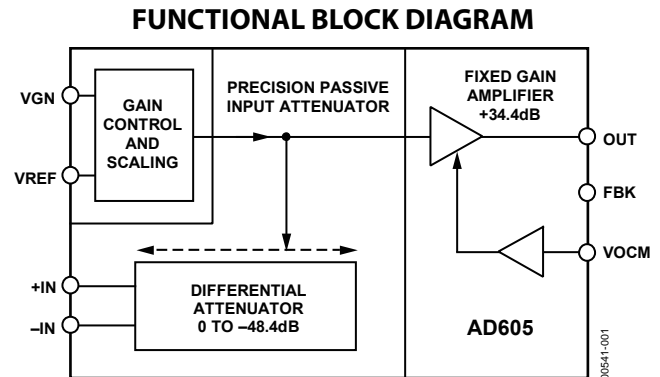 FUNCTIONAL BLOCK DIAGRAM
VGN
VREF
GAIN
CONTROL
AND
SCALING
PRECISION PASSIVE
INPUT ATTENUATOR
FIXED GAIN
AMPLIFIER
+34.4dB
OUT
FBK
VOCM
+IN
–IN
DIFFERENTIAL
ATTENUATOR
0 TO –48.4dB
AD605
00541-001